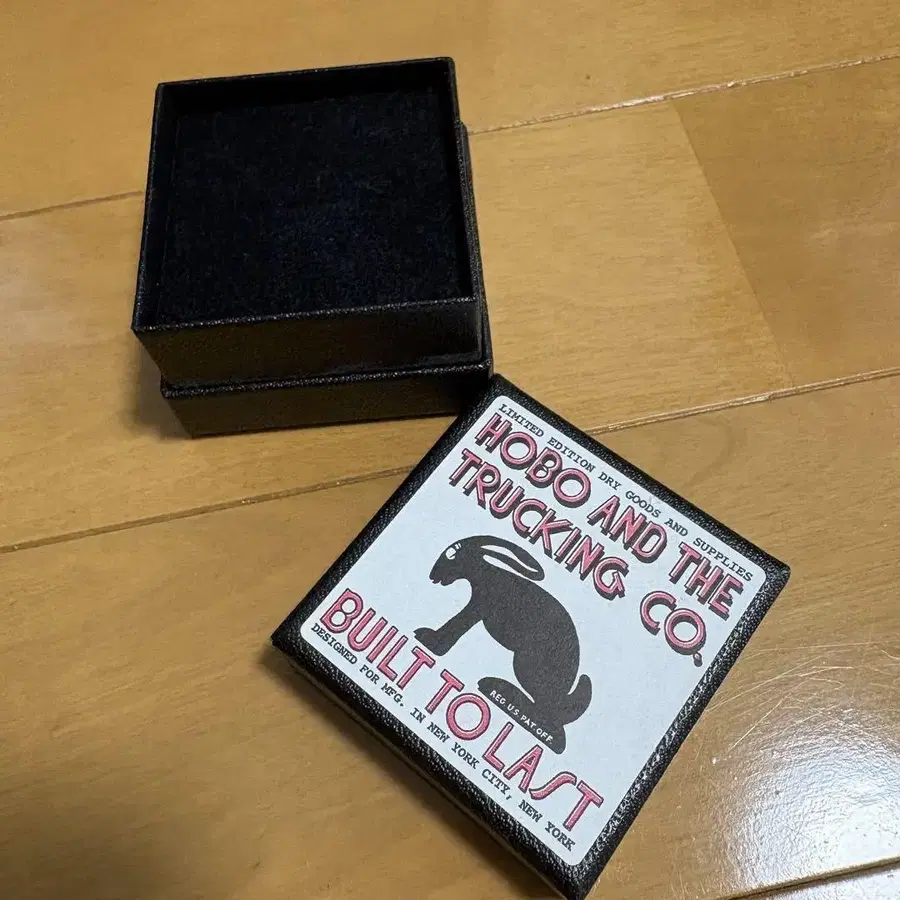 LIMITED EDITION DRY GOODS AND SUPPLIES
HOBO AND THE
TRUCKING CO.
REG. U.S. PAT. OFF.
BUILT TO LAST
DESIGNED FOR MFG. IN NEW YORK CITY, NEW YORK